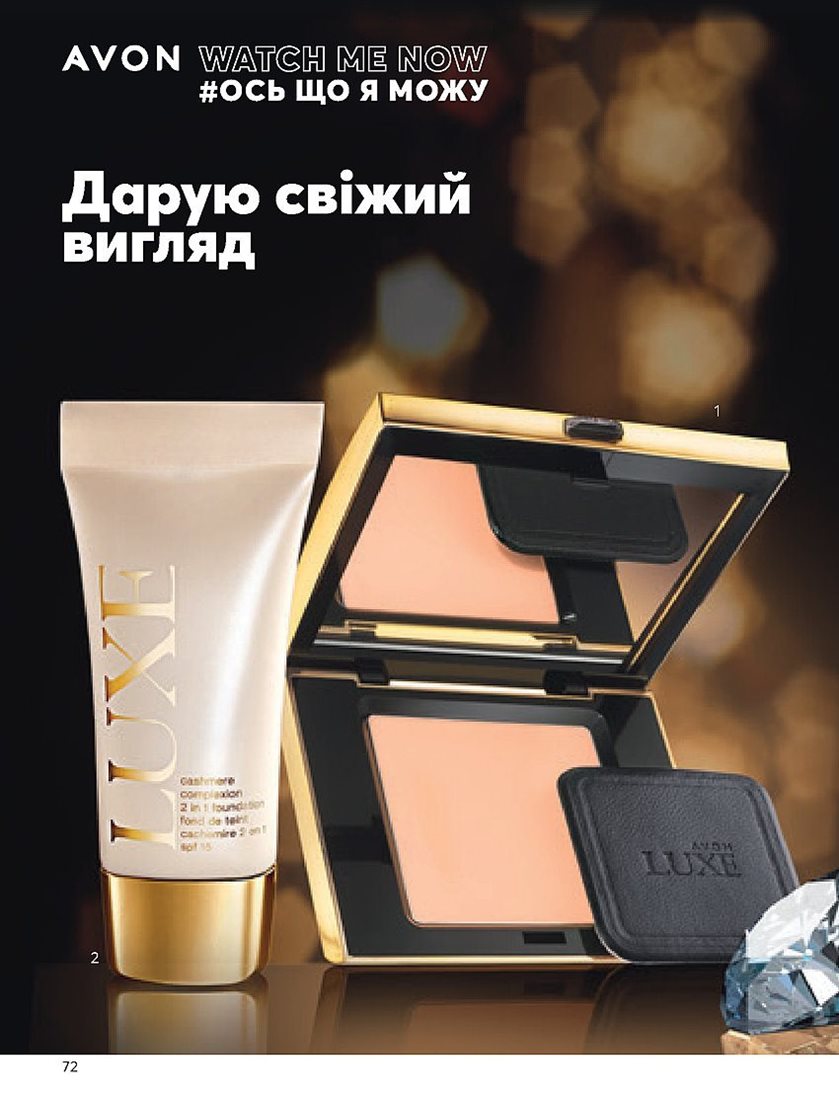 AVON WATCH ME NOW
#ОСЬ ЩО Я МОЖУ
Дарую свіжий
вигляд
1
LUXE
cashmere
complexion
2 in 1 foundation
fond de teint
cachemire 2 en 1
spf 15
AVON
LUXE
2
72